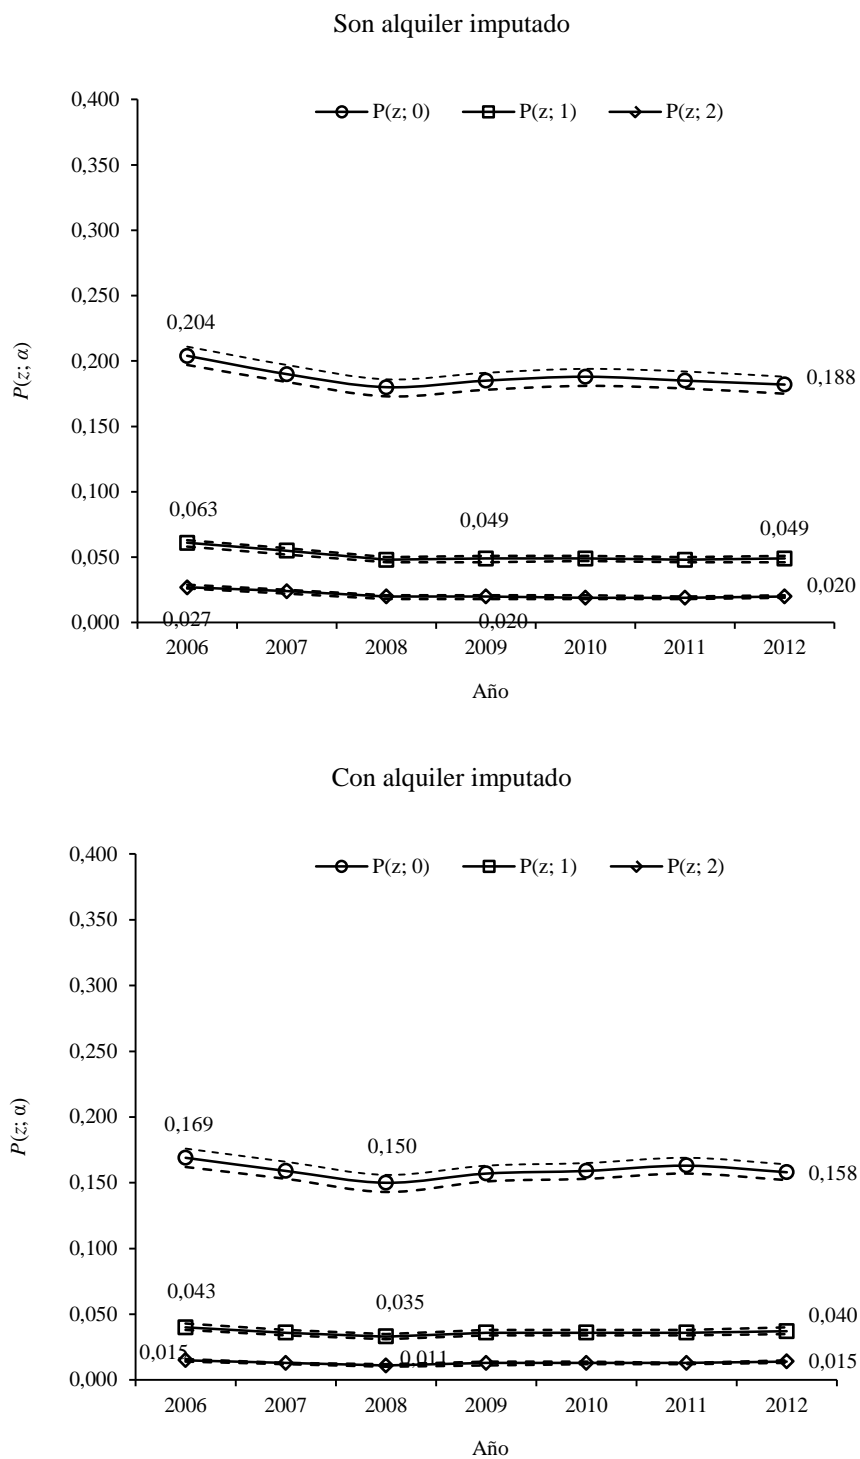 Son alquiler imputado
0,400
P(z; 0) P(z; 1) P(z; 2)
0,350
0,300
0,250
0,204
0,200
0,188
P(z; α)
0,150
0,100
0,063 0,049 0,049
0,050
0,020
0,027 0,020
0,000
2006 2007 2008 2009 2010 2011 2012
Año
Con alquiler imputado
0,400
P(z; 0) P(z; 1) P(z; 2)
0,350
0,300
0,250
0,200
0,169
0,150
0,158
P(z; α)
0,150
0,100
0,043 0,035
0,040
0,050
0,015 0,011 0,015
0,000
2006 2007 2008 2009 2010 2011 2012
Año